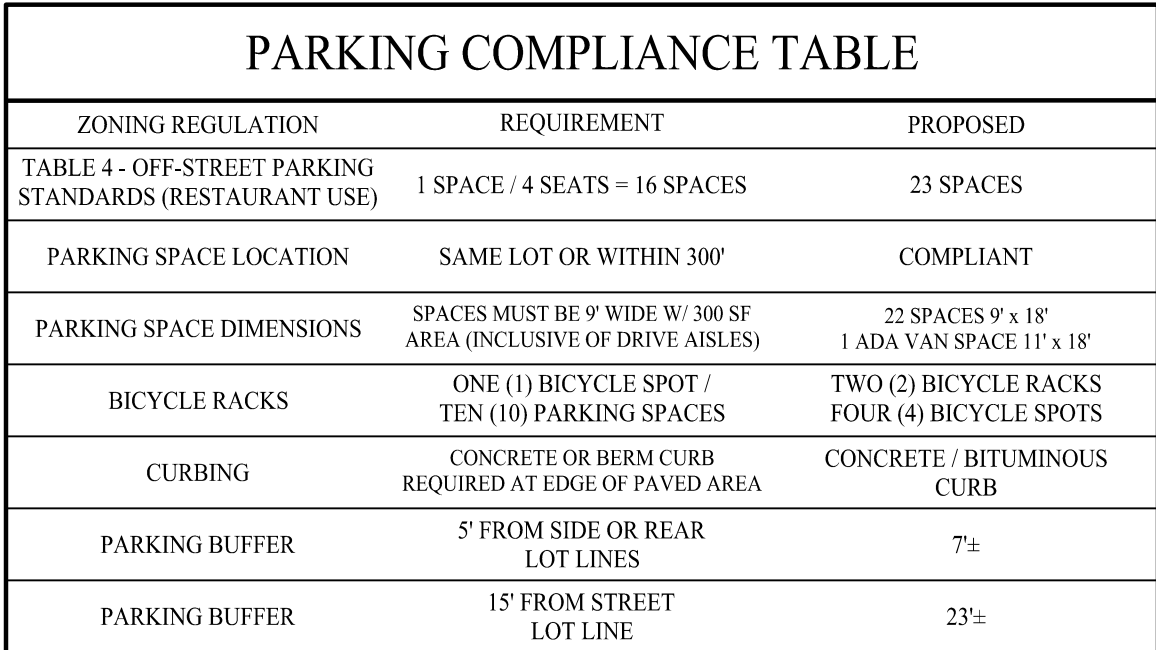 PARKING COMPLIANCE TABLE
ZONING REGULATION REQUIREMENT PROPOSED
TABLE 4 - OFF-STREET PARKING
STANDARDS (RESTAURANT USE)
1 SPACE / 4 SEATS = 16 SPACES
23 SPACES
PARKING SPACE LOCATION
SAME LOT OR WITHIN 300'
COMPLIANT
PARKING SPACE DIMENSIONS
SPACES MUST BE 9' WIDE W/ 300 SF
AREA (INCLUSIVE OF DRIVE AISLES)
22 SPACES 9' x 18'
1 ADA VAN SPACE 11' x 18'
BICYCLE RACKS
ONE (1) BICYCLE SPOT /
TEN (10) PARKING SPACES
TWO (2) BICYCLE RACKS
FOUR (4) BICYCLE SPOTS
CURBING
CONCRETE OR BERM CURB
REQUIRED AT EDGE OF PAVED AREA
CONCRETE / BITUMINOUS
CURB
PARKING BUFFER
5' FROM SIDE OR REAR
LOT LINES
7'±
PARKING BUFFER
15' FROM STREET
LOT LINE
23'±